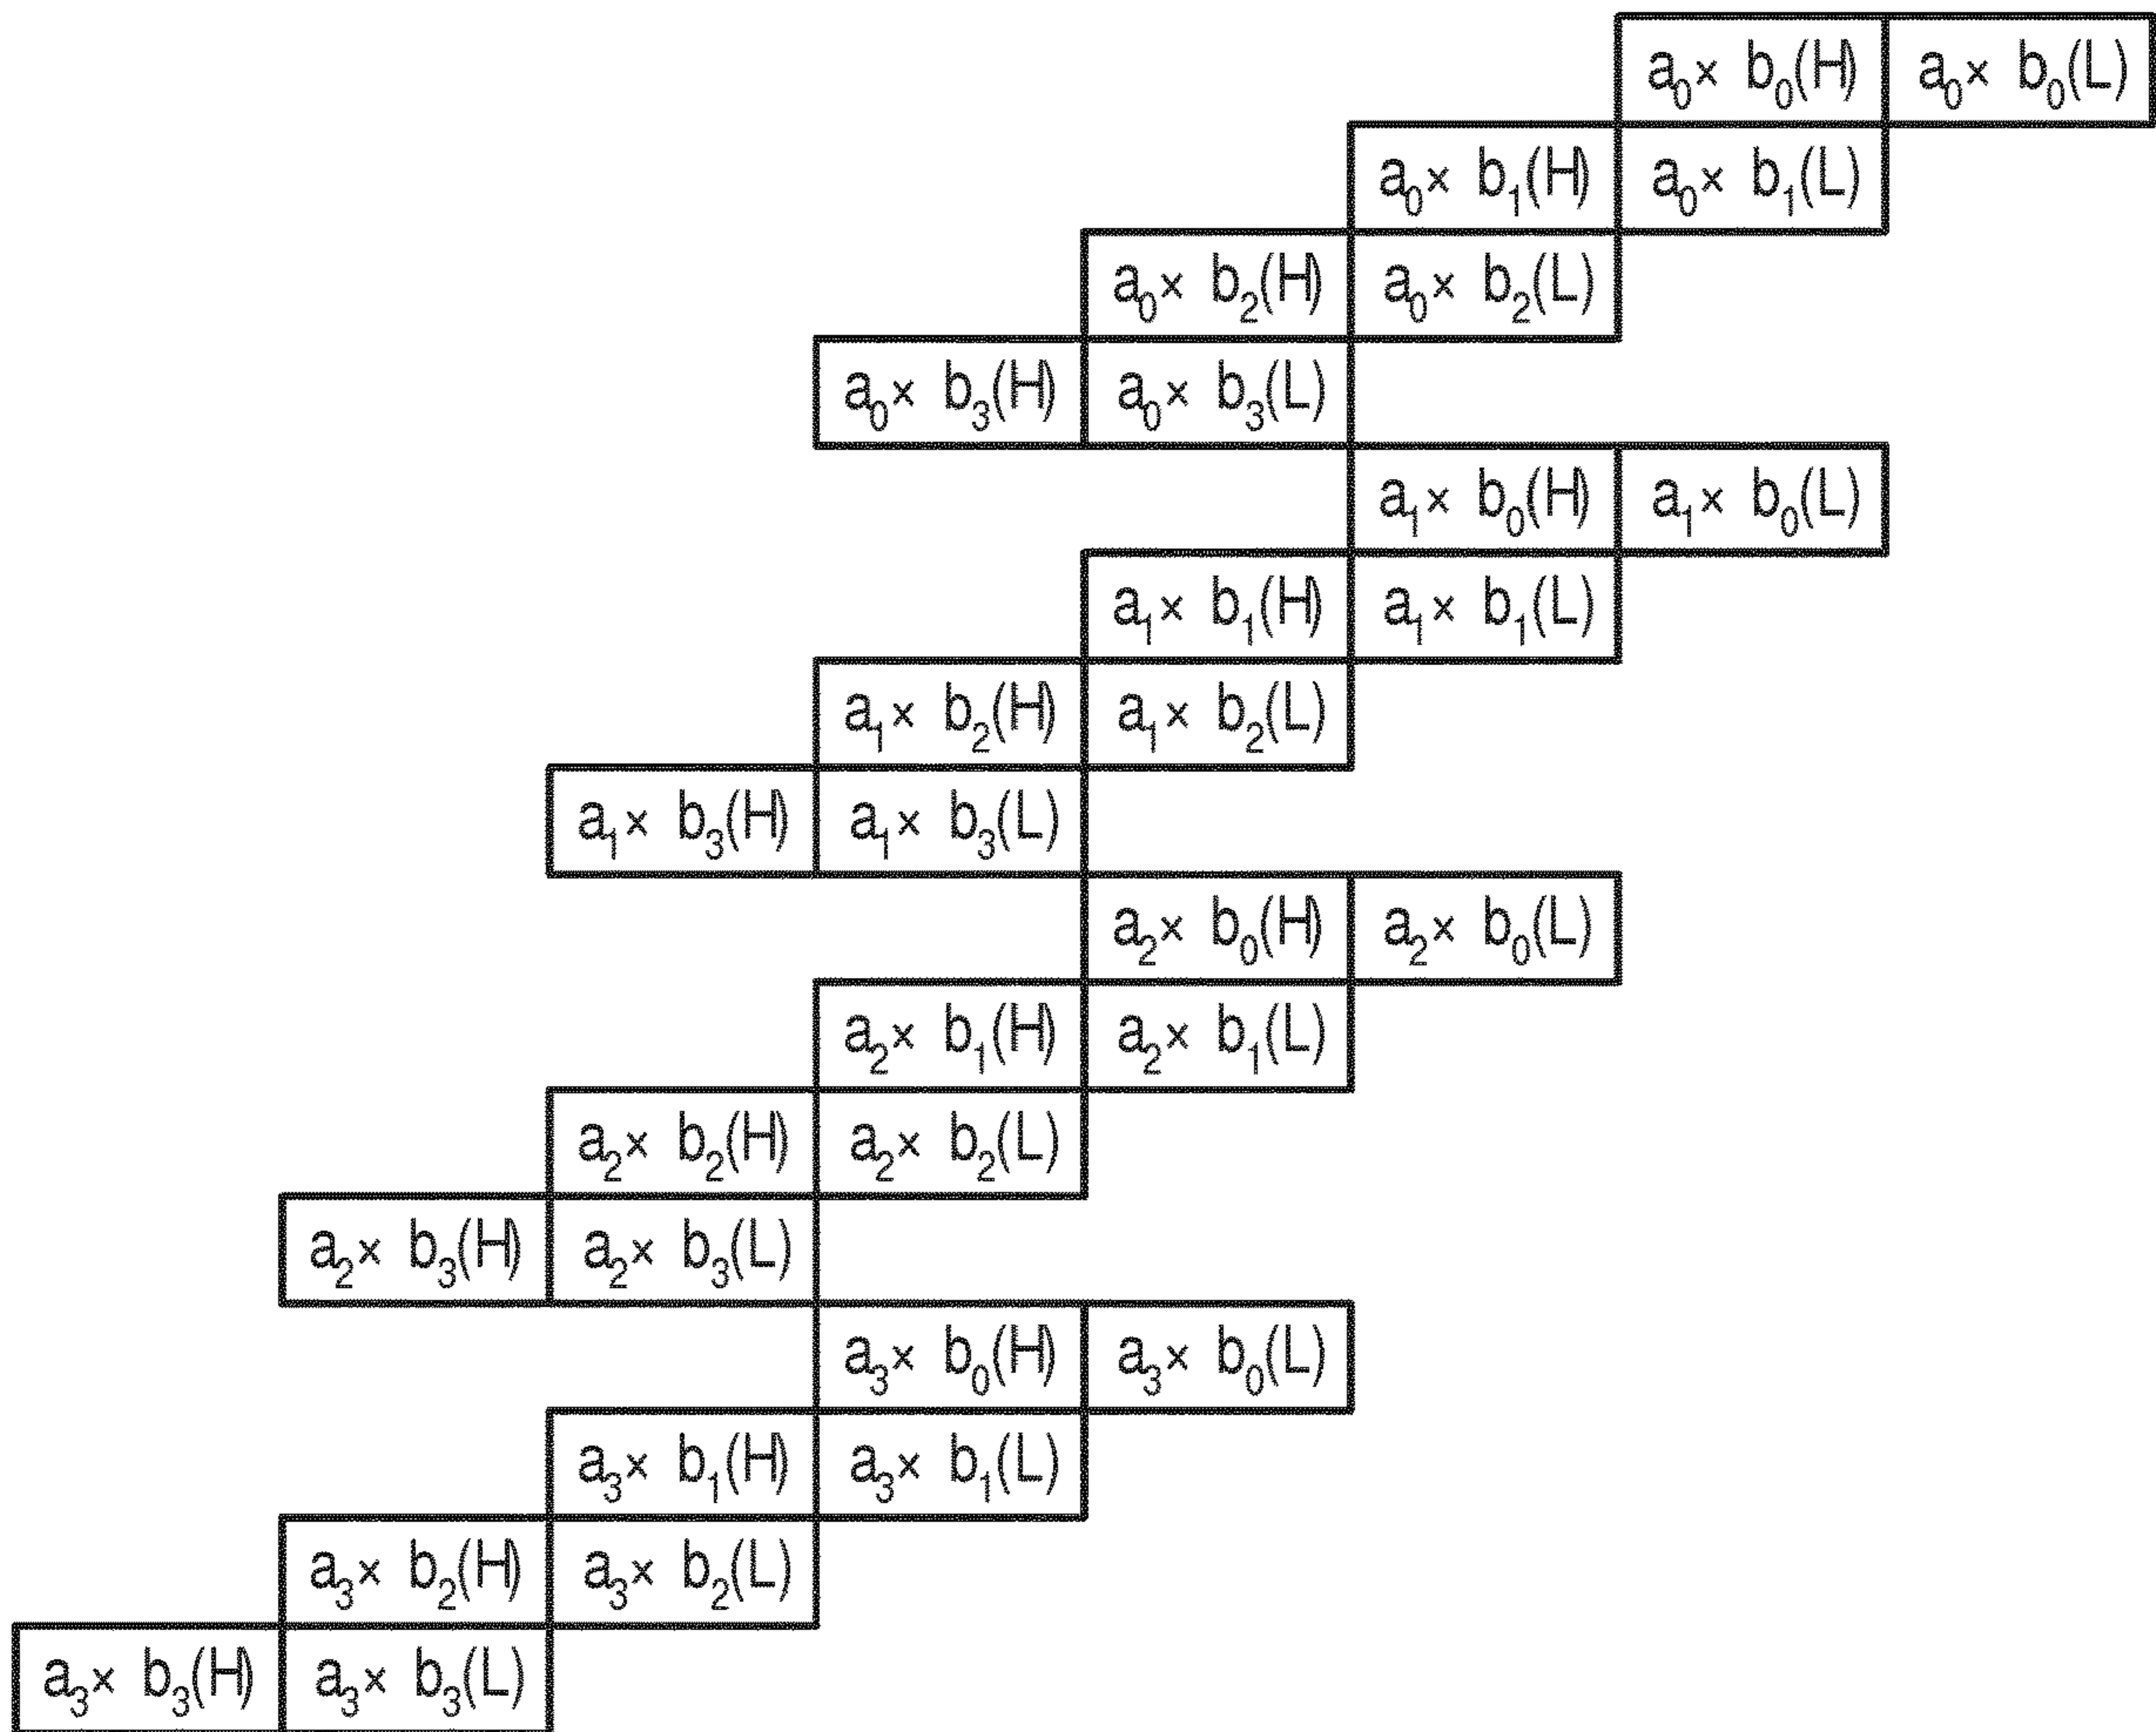 a₀× b₀(H) a₀× b₀(L)
a₀× b₁(H) a₀× b₁(L)
a₀× b₂(H) a₀× b₂(L)
a₀× b₃(H) a₀× b₃(L)
a₁× b₀(H) a₁× b₀(L)
a₁× b₁(H) a₁× b₁(L)
a₁× b₂(H) a₁× b₂(L)
a₁× b₃(H) a₁× b₃(L)
a₂× b₀(H) a₂× b₀(L)
a₂× b₁(H) a₂× b₁(L)
a₂× b₂(H) a₂× b₂(L)
a₂× b₃(H) a₂× b₃(L)
a₃× b₀(H) a₃× b₀(L)
a₃× b₁(H) a₃× b₁(L)
a₃× b₂(H) a₃× b₂(L)
a₃× b₃(H) a₃× b₃(L)